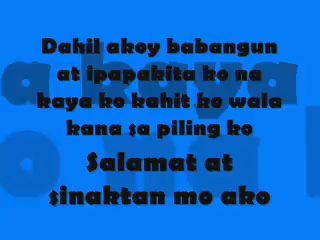 Dahil akoy babangun
at ipapakita ko na
kaya ko kahit ke wala
kana sa piling ko
Salamat at
sinaktan mo ako